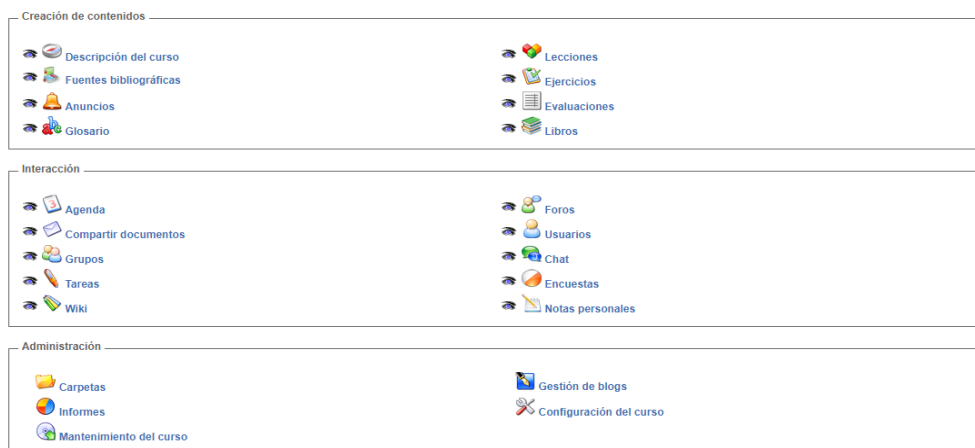 Creación de contenidos
Descripción del curso
Lecciones
Fuentes bibliográficas
Ejercicios
Anuncios
Evaluaciones
Glosario
Libros
Interacción
Agenda
Foros
Compartir documentos
Usuarios
Grupos
Chat
Tareas
Encuestas
Wiki
Notas personales
Administración
Carpetas
Gestión de blogs
Informes
Configuración del curso
Mantenimiento del curso